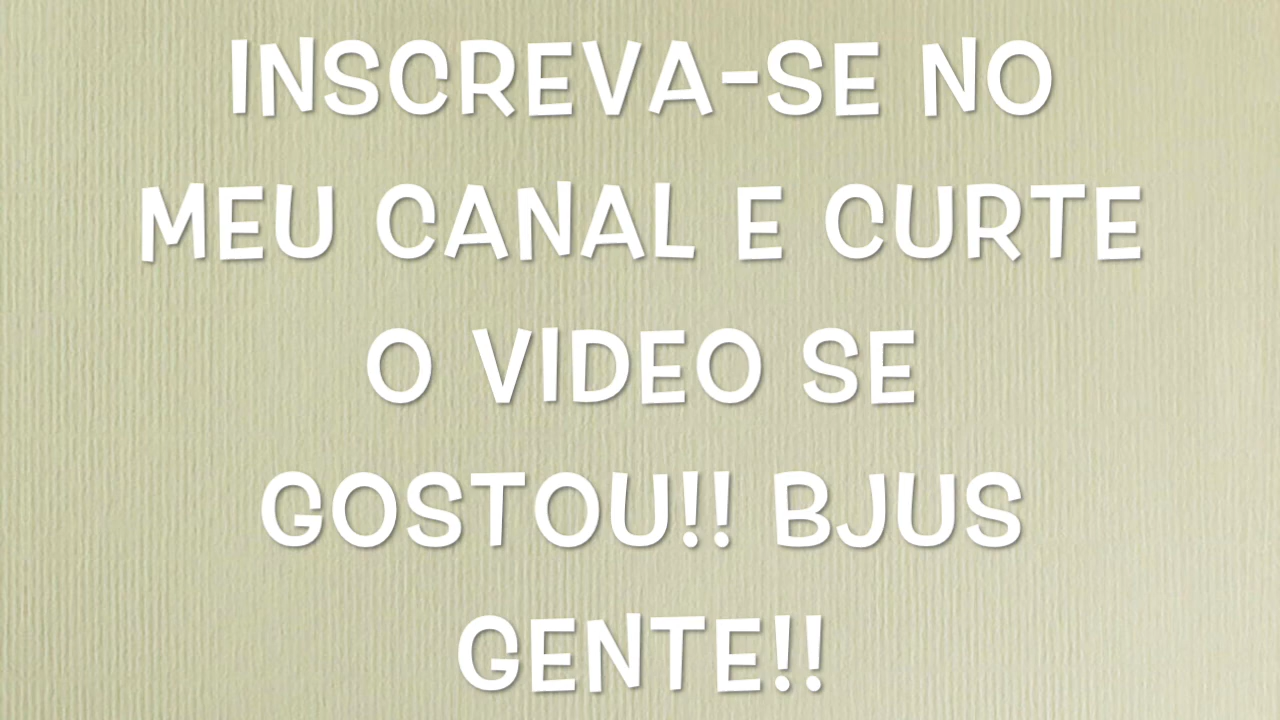 INSCREVA-SE NO
MEU CANAL E CURTE
O VIDEO SE
GOSTOU!! BJUS
GENTE!!